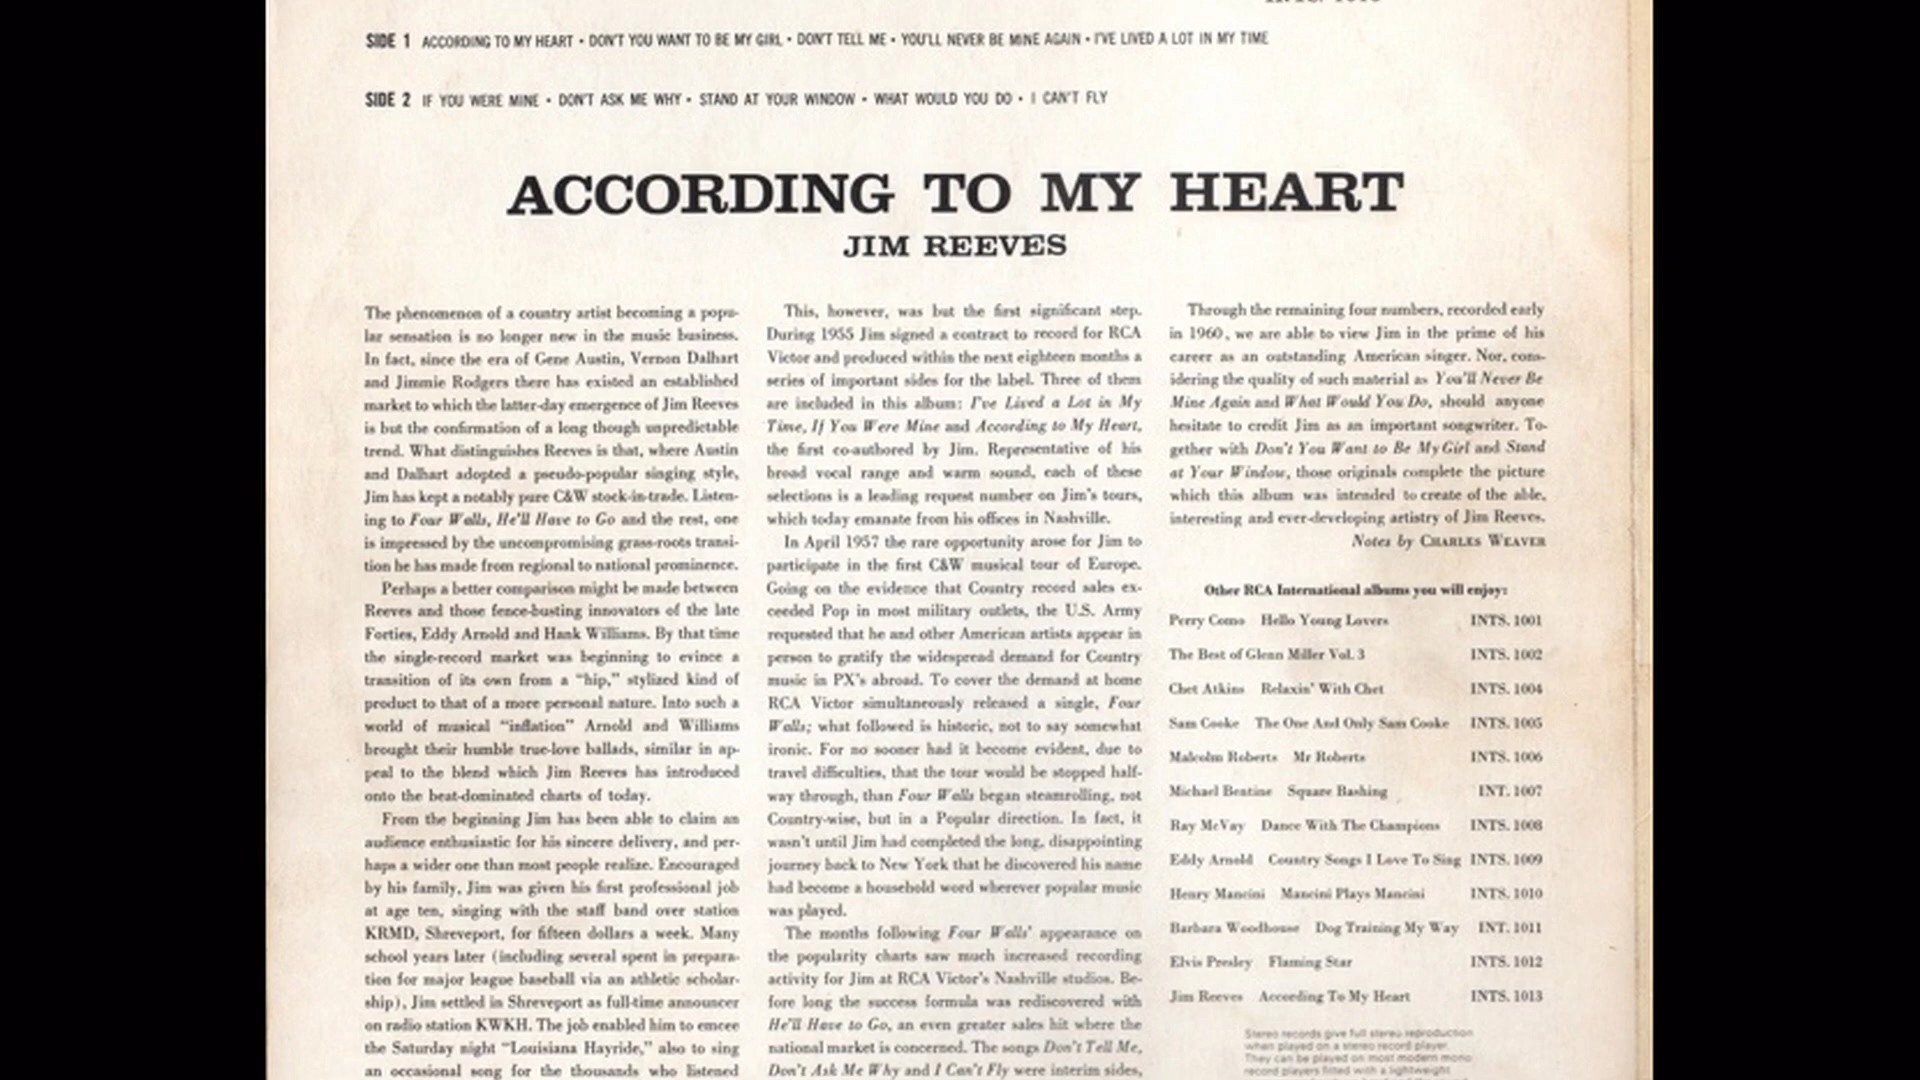 SIDE 1 ACCORDING TO MY HEART • DON'T YOU WANT TO BE MY GIRL • DON'T TELL ME • YOU'LL NEVER BE MINE AGAIN • I'VE LIVED A LOT IN MY TIME
SIDE 2 IF YOU WERE MINE • DON'T ASK ME WHY • STAND AT YOUR WINDOW • WHAT WOULD YOU DO • I CAN'T FLY
ACCORDING TO MY HEART
JIM REEVES
The phenomenon of a country artist becoming a popu-
lar sensation is no longer new in the music business.
In fact, since the era of Gene Austin, Vernon Dalhart
and Jimmie Rodgers there has existed an established
market to which the latter-day emergence of Jim Reeves
is but the confirmation of a long though unpredictable
trend. What distinguishes Reeves is that, where Austin
and Dalhart adopted a pseudo-popular singing style,
Jim has kept a notably pure C&W stock-in-trade. Listen-
ing to Four Walls, He'll Have to Go and the rest, one
is impressed by the uncompromising grass-roots transi-
tion he has made from regional to national prominence.
Perhaps a better comparison might be made between
Reeves and those fence-busting innovators of the late
Forties, Eddy Arnold and Hank Williams. By that time
the single-record market was beginning to evince a
transition of its own from a "hip," stylized kind of
product to that of a more personal nature. Into such a
world of musical "inflation" Arnold and Williams
brought their humble true-love ballads, similar in ap-
peal to the blend which Jim Reeves has introduced
onto the beat-dominated charts of today.
From the beginning Jim has been able to claim an
audience enthusiastic for his sincere delivery, and per-
haps a wider one than most people realize. Encouraged
by his family, Jim was given his first professional job
at age ten, singing with the staff band over station
KRMD, Shreveport, for fifteen dollars a week. Many
school years later (including several spent in prepara-
tion for major league baseball via an athletic scholar-
ship), Jim settled in Shreveport as full-time announcer
on radio station KWKH. The job enabled him to emcee
the Saturday night "Louisiana Hayride," also to sing
an occasional song for the thousands who listened
This, however, was but the first significant step.
During 1955 Jim signed a contract to record for RCA
Victor and produced within the next eighteen months a
series of important sides for the label. Three of them
are included in this album: I've Lived a Lot in My
Time, If You Were Mine and According to My Heart,
the first co-authored by Jim. Representative of his
broad vocal range and warm sound, each of these
selections is a leading request number on Jim's tours,
which today emanate from his offices in Nashville.
In April 1957 the rare opportunity arose for Jim to
participate in the first C&W musical tour of Europe.
Going on the evidence that Country record sales ex-
ceeded Pop in most military outlets, the U.S. Army
requested that he and other American artists appear in
person to gratify the widespread demand for Country
music in PX's abroad. To cover the demand at home
RCA Victor simultaneously released a single, Four
Walls; what followed is historic, not to say somewhat
ironic. For no sooner had it become evident, due to
travel difficulties, that the tour would be stopped half-
way through, than Four Walls began steamrolling, not
Country-wise, but in a Popular direction. In fact, it
wasn't until Jim had completed the long, disappointing
journey back to New York that he discovered his name
had become a household word wherever popular music
was played.
The months following Four Walls' appearance on
the popularity charts saw much increased recording
activity for Jim at RCA Victor's Nashville studios. Be-
fore long the success formula was rediscovered with
He'll Have to Go, an even greater sales hit where the
national market is concerned. The songs Don't Tell Me,
Don't Ask Me Why and I Can't Fly were interim sides,
Through the remaining four numbers, recorded early
in 1960, we are able to view Jim in the prime of his
career as an outstanding American singer. Nor, cons-
idering the quality of such material as You'll Never Be
Mine Again and What Would You Do, should anyone
hesitate to credit Jim as an important songwriter. To-
gether with Don't You Want to Be My Girl and Stand
at Your Window, those originals complete the picture
which this album was intended to create of the able,
interesting and ever-developing artistry of Jim Reeves.
Notes by CHARLES WEAVER
Other RCA International albums you will enjoy:
Perry Como Hello Young Lovers INTS. 1001
The Best of Glenn Miller Vol. 3 INTS. 1002
Chet Atkins Relaxin' With Chet INTS. 1004
Sam Cooke The One And Only Sam Cooke INTS. 1005
Malcolm Roberts Mr Roberts INTS. 1006
Michael Bentine Square Bashing INT. 1007
Ray McVay Dance With The Champions INTS. 1008
Eddy Arnold Country Songs I Love To Sing INTS. 1009
Henry Mancini Mancini Plays Mancini INTS. 1010
Barbara Woodhouse Dog Training My Way INT. 1011
Elvis Presley Flaming Star INTS. 1012
Jim Reeves According To My Heart INTS. 1013
Stereo records give full stereo reproduction
when played on a stereo record player.
They can be played on most modern mono
record players fitted with a lightweight